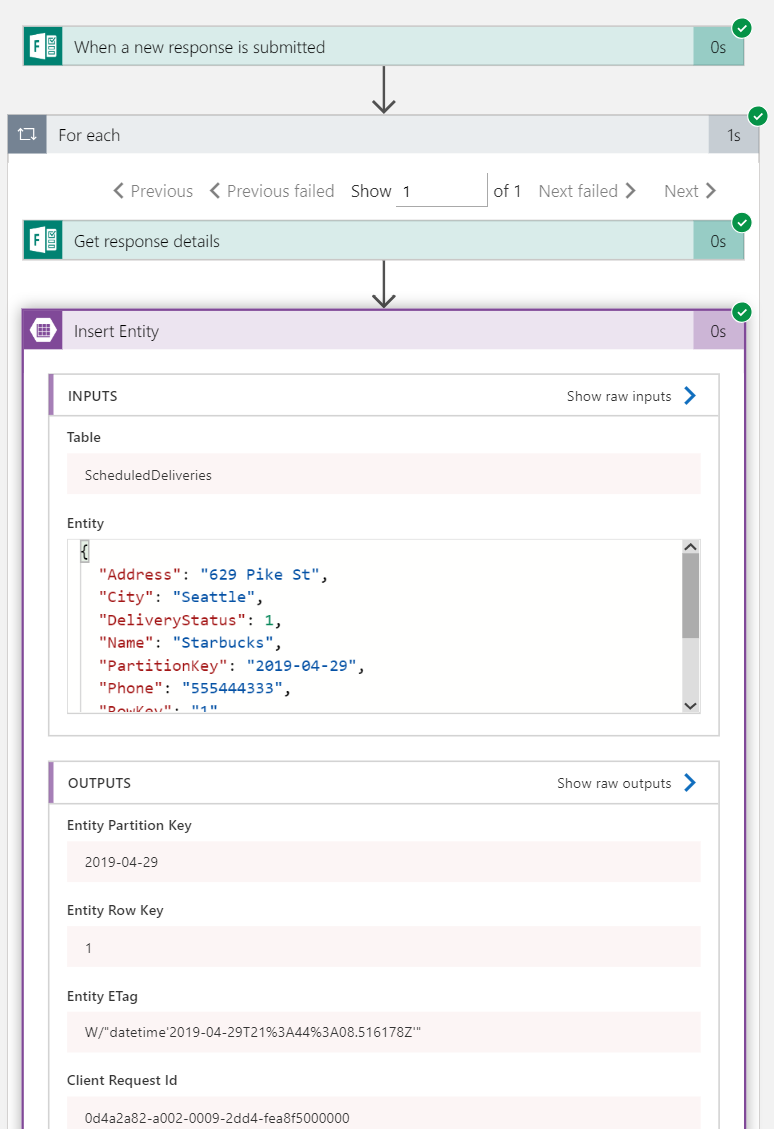 When a new response is submitted 0s
For each 1s
Previous Previous failed Show 1 of 1 Next failed Next
Get response details 0s
Insert Entity 0s
INPUTS Show raw inputs
Table
ScheduledDeliveries
Entity
{
"Address": "629 Pike St",
"City": "Seattle",
"DeliveryStatus": 1,
"Name": "Starbucks",
"PartitionKey": "2019-04-29",
"Phone": "555444333",
"RowKey": "1"
OUTPUTS Show raw outputs
Entity Partition Key
2019-04-29
Entity Row Key
1
Entity ETag
W/"datetime'2019-04-29T21%3A44%3A08.516178Z'"
Client Request Id
0d4a2a82-a002-0009-2dd4-fea8f5000000